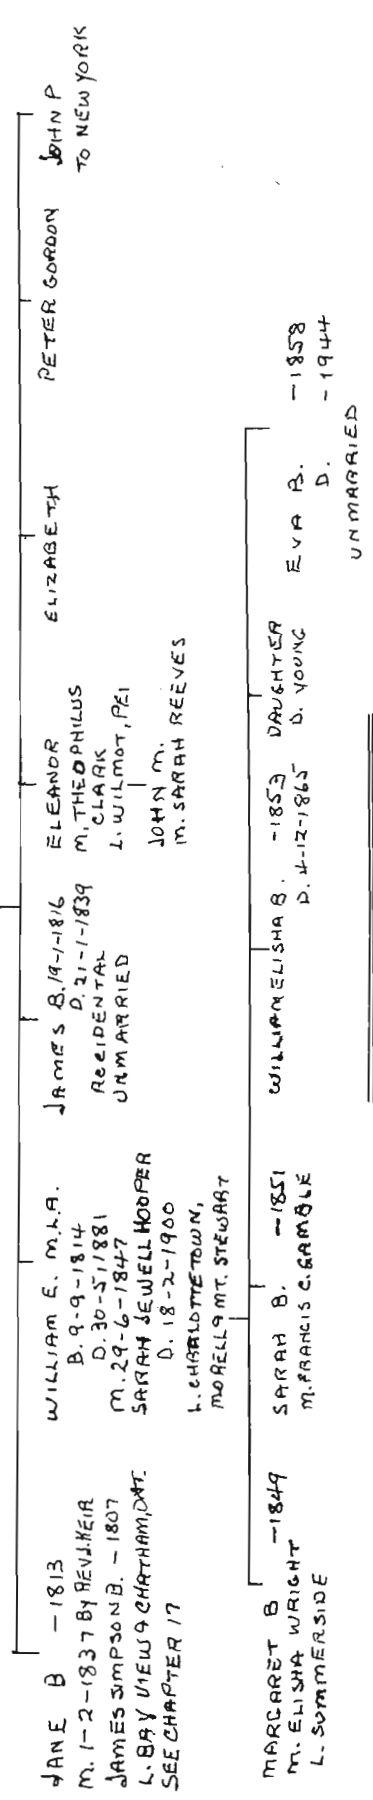 JANE B -1813
M. 1-2-1837 BY REV. J. KEIR
JAMES SIMPSON B. - 1807
L. BAY VIEW & CHATHAM, ONT.
SEE CHAPTER 17
WILLIAM E. M.L.A.
B. 9-9-1814
D. 30-5-1881
M. 29-6-1847
SARAH JEWELL HOOPER
D. 18-2-1900
L. CHARLOTTETOWN,
MORELL & MT. STEWART
JAMES B. 19-1-1816
D. 21-1-1839
ACCIDENTAL
UNMARRIED
ELEANOR
M. THEOPHILUS
CLARK
L. WILMOT, PEI
JOHN M.
M. SARAH REEVES
ELIZABETH
PETER GORDON
JOHN P
TO NEW YORK
MARGARET B -1849
M. ELISHA WRIGHT
L. SUMMERSIDE
SARAH B. -1851
M. FRANCIS C. GAMBLE
WILLIAM ELISHA B. -1853
D. 4-12-1865
DAUGHTER
D. YOUNG
EVA B. -1858
D. -1944
UNMARRIED